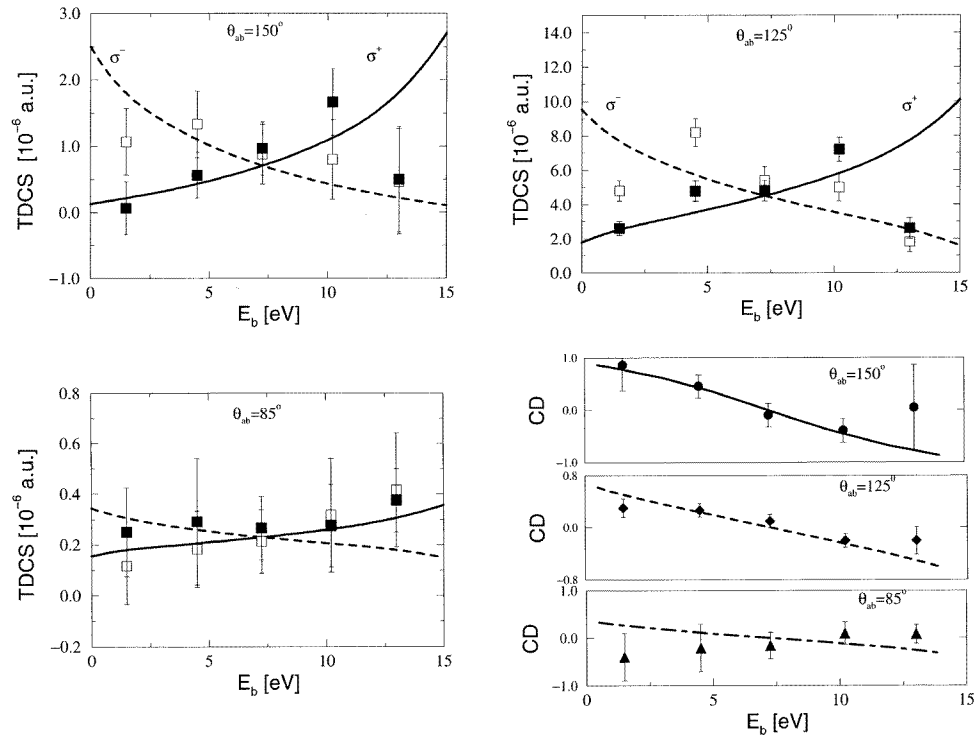 θab=150°
σ⁻
σ⁺
TDCS [10⁻⁶ a.u.]
3.0
2.0
1.0
0.0
−1.0
0 5 10 15
Eb [eV]
θab=125⁰
σ⁻
σ⁺
TDCS [10⁻⁶ a.u.]
14.0
12.0
10.0
8.0
6.0
4.0
2.0
0.0
0 5 10 15
Eb [eV]
θab=85°
TDCS [10⁻⁶ a.u.]
0.8
0.6
0.4
0.2
0.0
−0.2
0 5 10 15
Eb [eV]
θab=150°
CD
1.0
0.0
−1.0
θab=125⁰
CD
0.8
0.0
−0.8
θab=85°
CD
1.0
0.0
−1.0
0 5 10 15
Eb [eV]